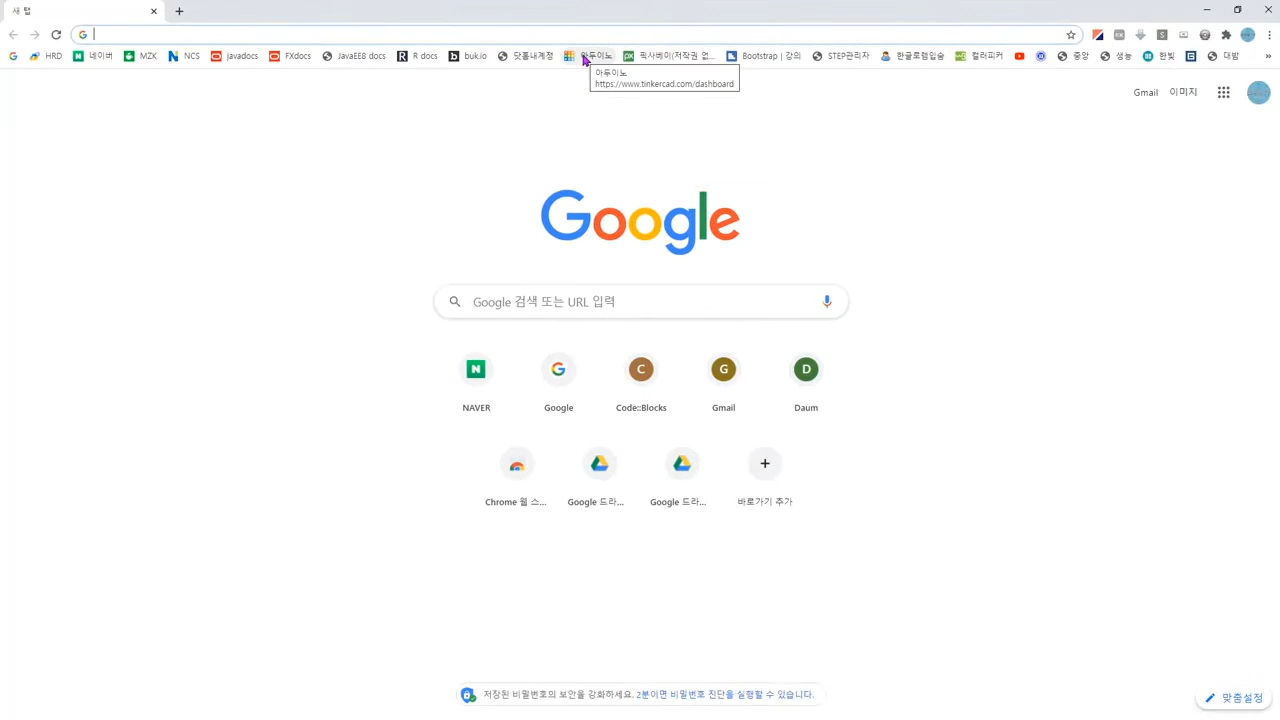 새 탭
HRD
네이버
MZK
NCS
javadocs
FXdocs
JavaEE8 docs
R docs
buk.io
닷홈내계정
아두이노
픽사베이(저작권 없...
Bootstrap | 강의
STEP관리자
한글로렘입숨
컬러피커
중앙
생능
한빛
대밤
아두이노
https://www.tinkercad.com/dashboard
Gmail
이미지
Google
Google 검색 또는 URL 입력
NAVER
Google
Code::Blocks
Gmail
Daum
Chrome 웹 스...
Google 드라...
Google 드라...
바로가기 추가
저장된 비밀번호의 보안을 강화하세요. 2분이면 비밀번호 진단을 실행할 수 있습니다.
맞춤설정